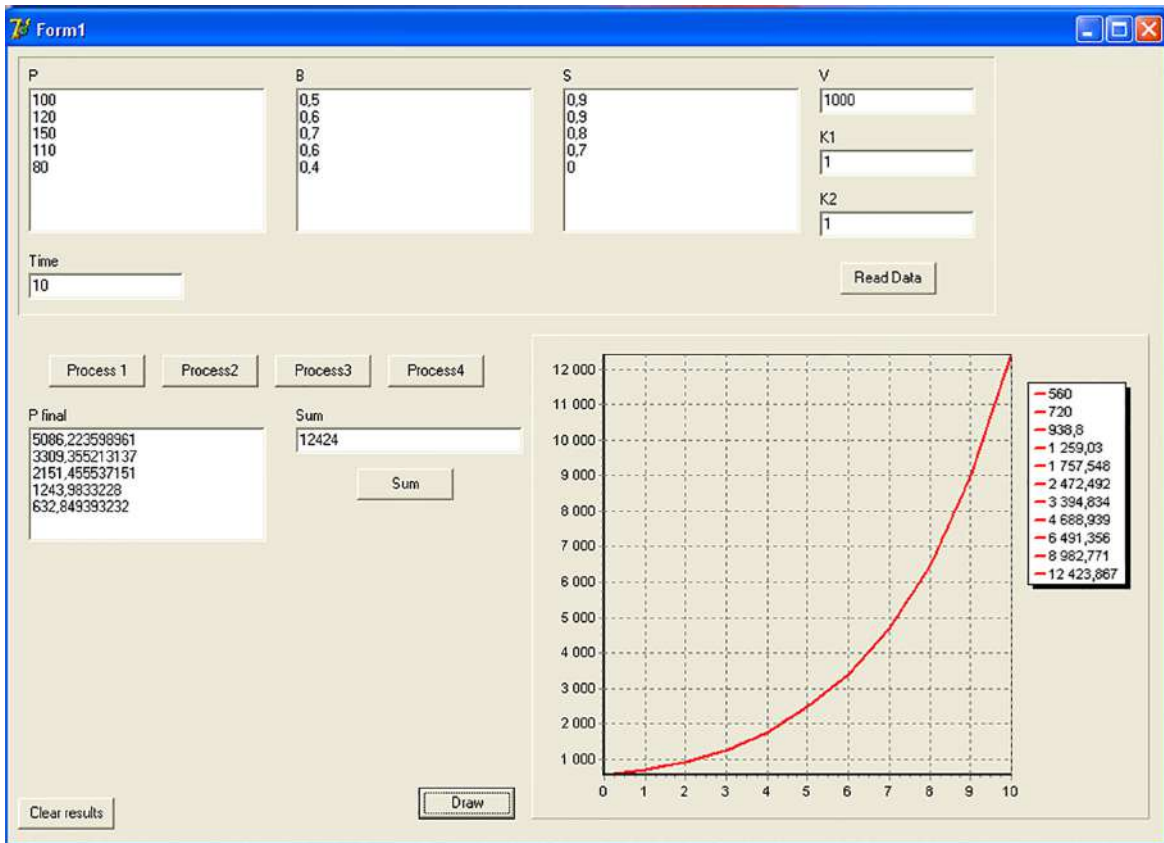 Form1
P
100
120
150
110
80
B
0,5
0,6
0,7
0,6
0,4
S
0,9
0,9
0,8
0,7
0
V
1000
K1
1
K2
1
Time
10
Read Data
Process 1
Process2
Process3
Process4
P final
5086,223598961
3309,355213137
2151,455537151
1243,9833228
632,849393232
Sum
12424
Sum
Clear results
Draw
12 000
11 000
10 000
9 000
8 000
7 000
6 000
5 000
4 000
3 000
2 000
1 000
0 1 2 3 4 5 6 7 8 9 10
560
720
938,8
1 259,03
1 757,548
2 472,492
3 394,834
4 688,939
6 491,356
8 982,771
12 423,867